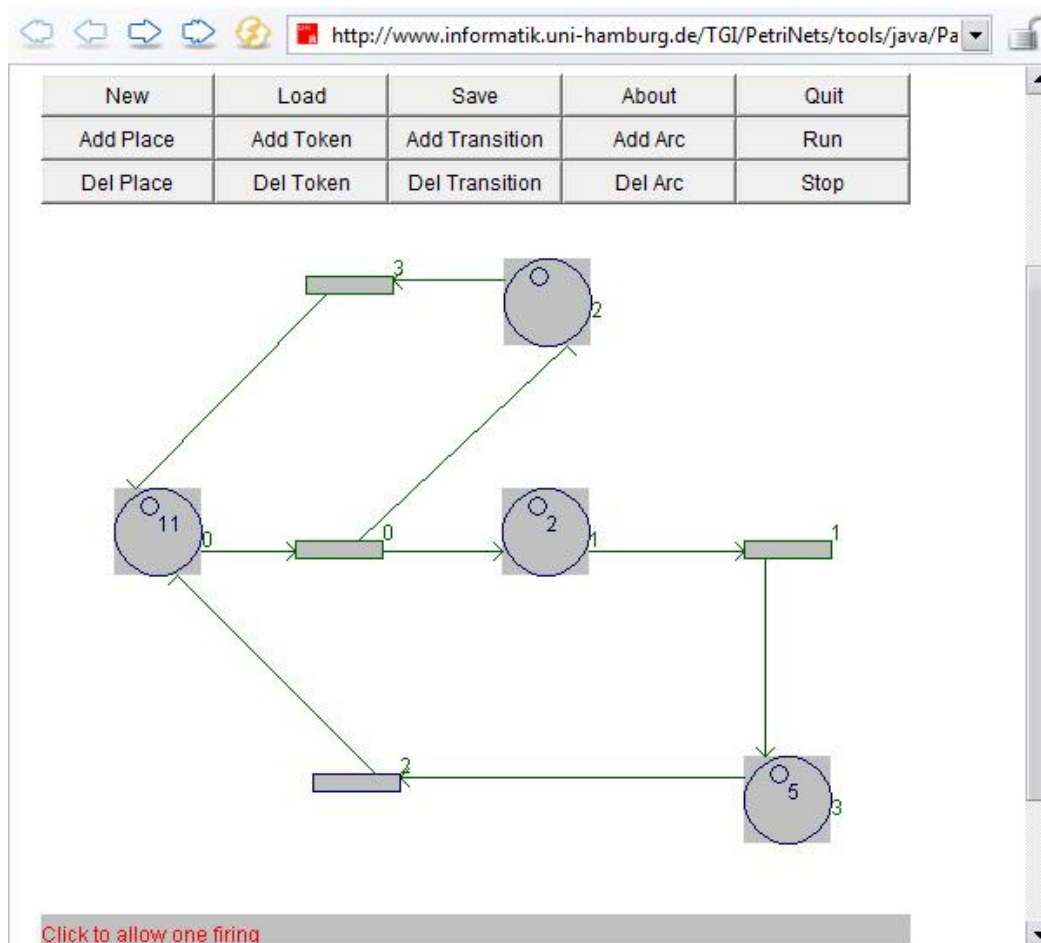 http://www.informatik.uni-hamburg.de/TGI/PetriNets/tools/java/Pa
New Load Save About Quit
Add Place Add Token Add Transition Add Arc Run
Del Place Del Token Del Transition Del Arc Stop
3
2
11 0 0 2 1 1
2
5 3
Click to allow one firing